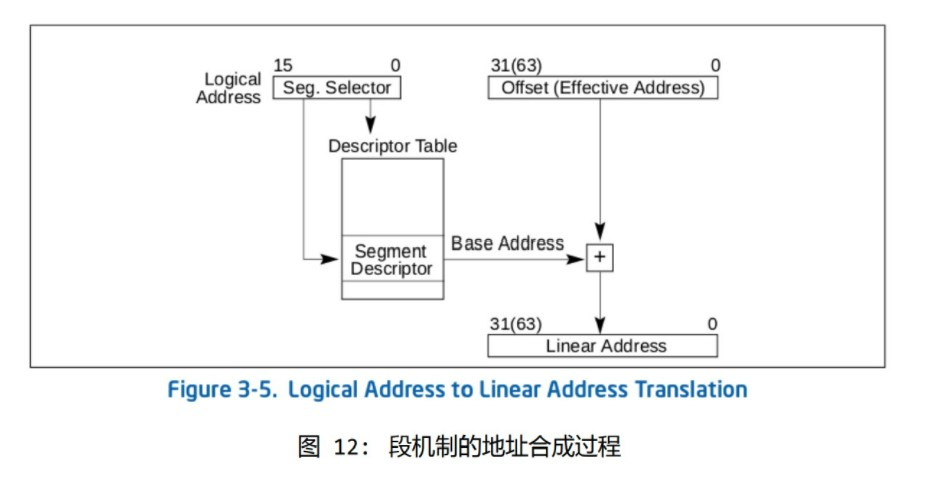 15 0
31(63) 0
Logical
Address
Seg. Selector
Offset (Effective Address)
Descriptor Table
Base Address
Segment
Descriptor
+
31(63) 0
Linear Address
Figure 3-5. Logical Address to Linear Address Translation
图 12: 段机制的地址合成过程